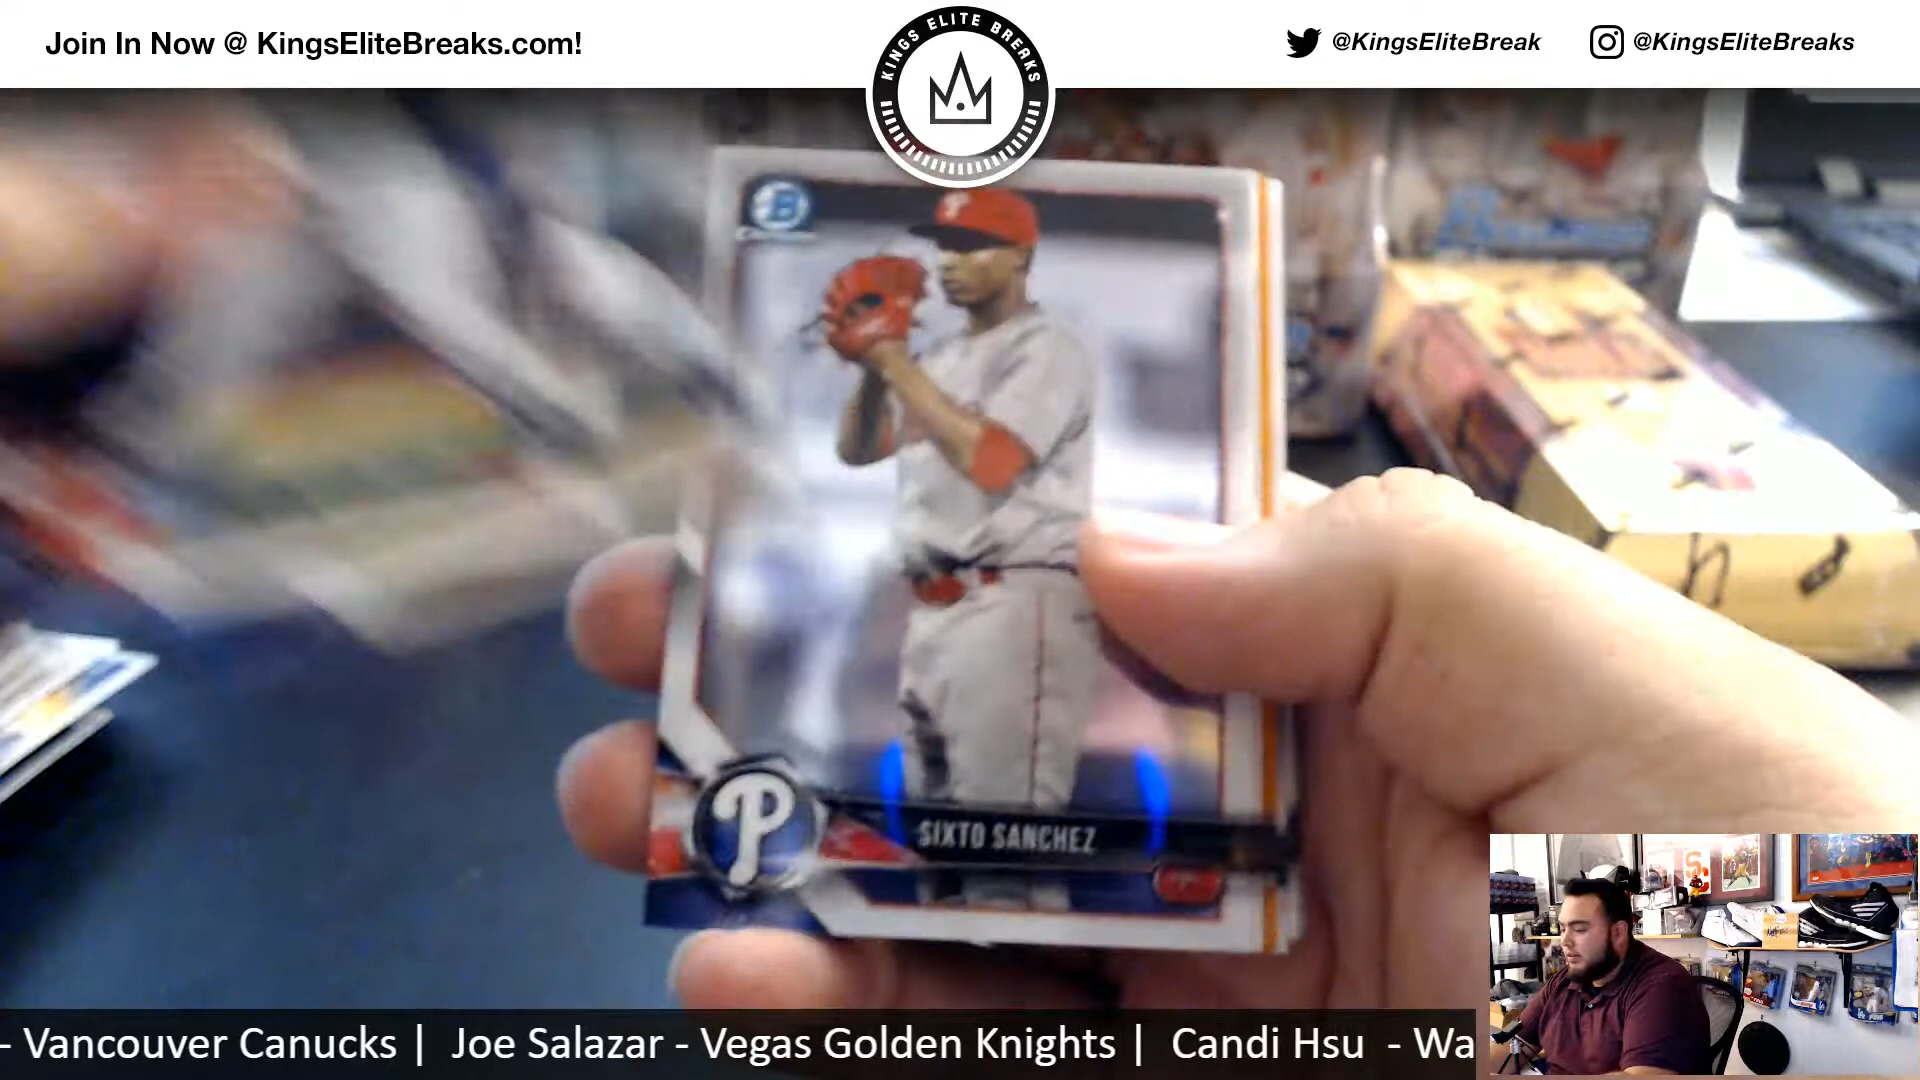 Join In Now @ KingsEliteBreaks.com!
KINGS ELITE BREAKS
@KingsEliteBreak
@KingsEliteBreaks
B
P
SIXTO SANCHEZ
P
- Vancouver Canucks | Joe Salazar - Vegas Golden Knights | Candi Hsu - Wa